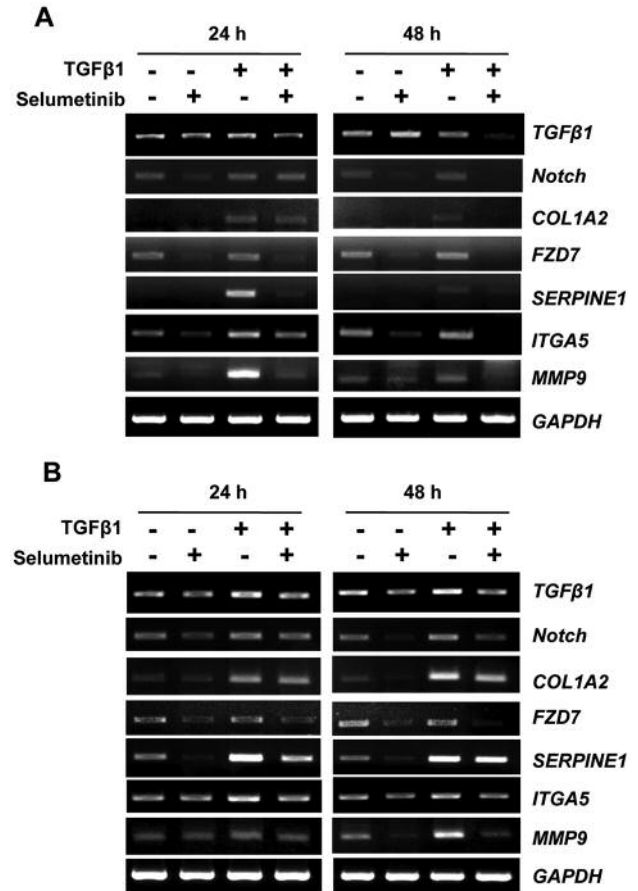 A
24 h 48 h
TGFβ1 - - + + - - + +
Selumetinib - + - + - + - +
TGFβ1
Notch
COL1A2
FZD7
SERPINE1
ITGA5
MMP9
GAPDH
B
24 h 48 h
TGFβ1 - - + + - - + +
Selumetinib - + - + - + - +
TGFβ1
Notch
COL1A2
FZD7
SERPINE1
ITGA5
MMP9
GAPDH